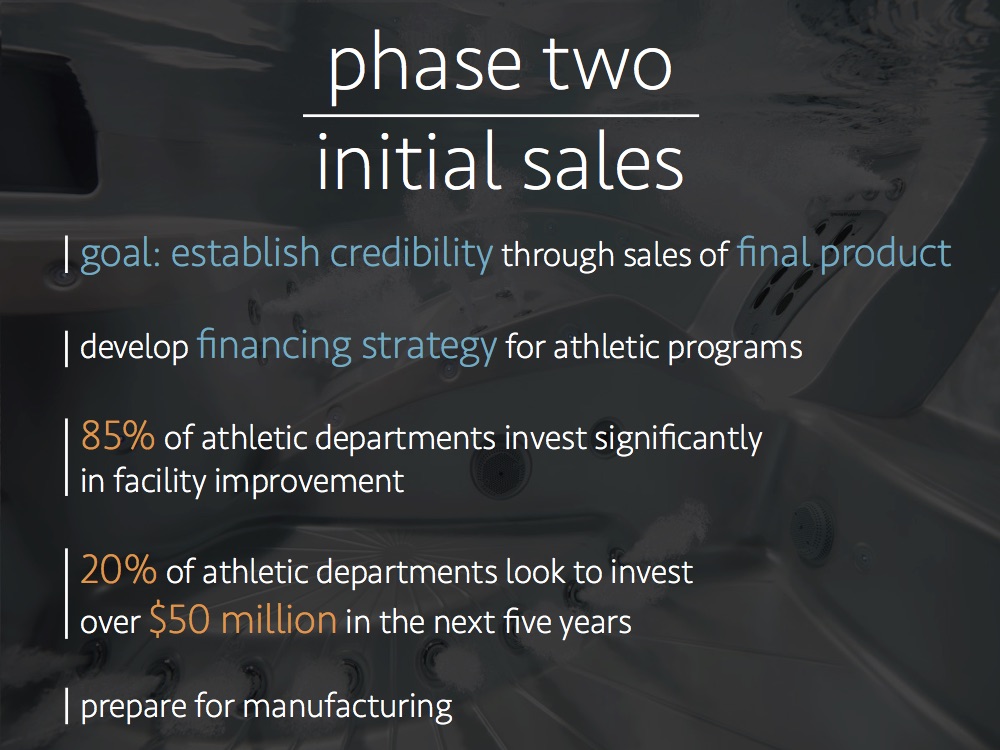 phase two
initial sales
goal: establish credibility through sales of final product
develop financing strategy for athletic programs
85% of athletic departments invest significantly
in facility improvement
20% of athletic departments look to invest
over $50 million in the next five years
prepare for manufacturing